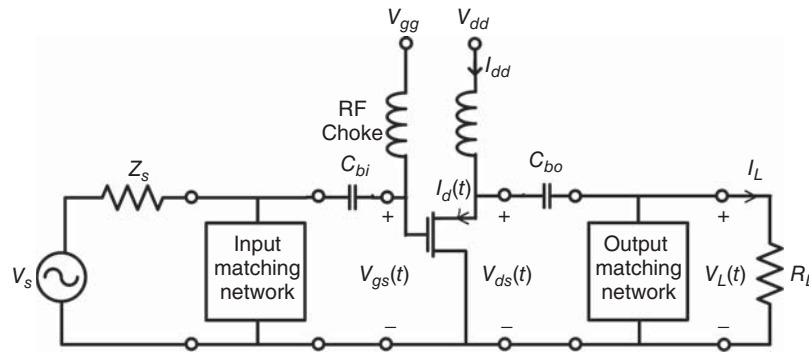 V_gg
V_dd
I_dd
RF
Choke
Z_s
C_bi
C_bo
I_d(t)
I_L
+
+
+
Input
matching
network
Output
matching
network
V_s
V_gs(t)
V_ds(t)
V_L(t)
R_L
−
−
−